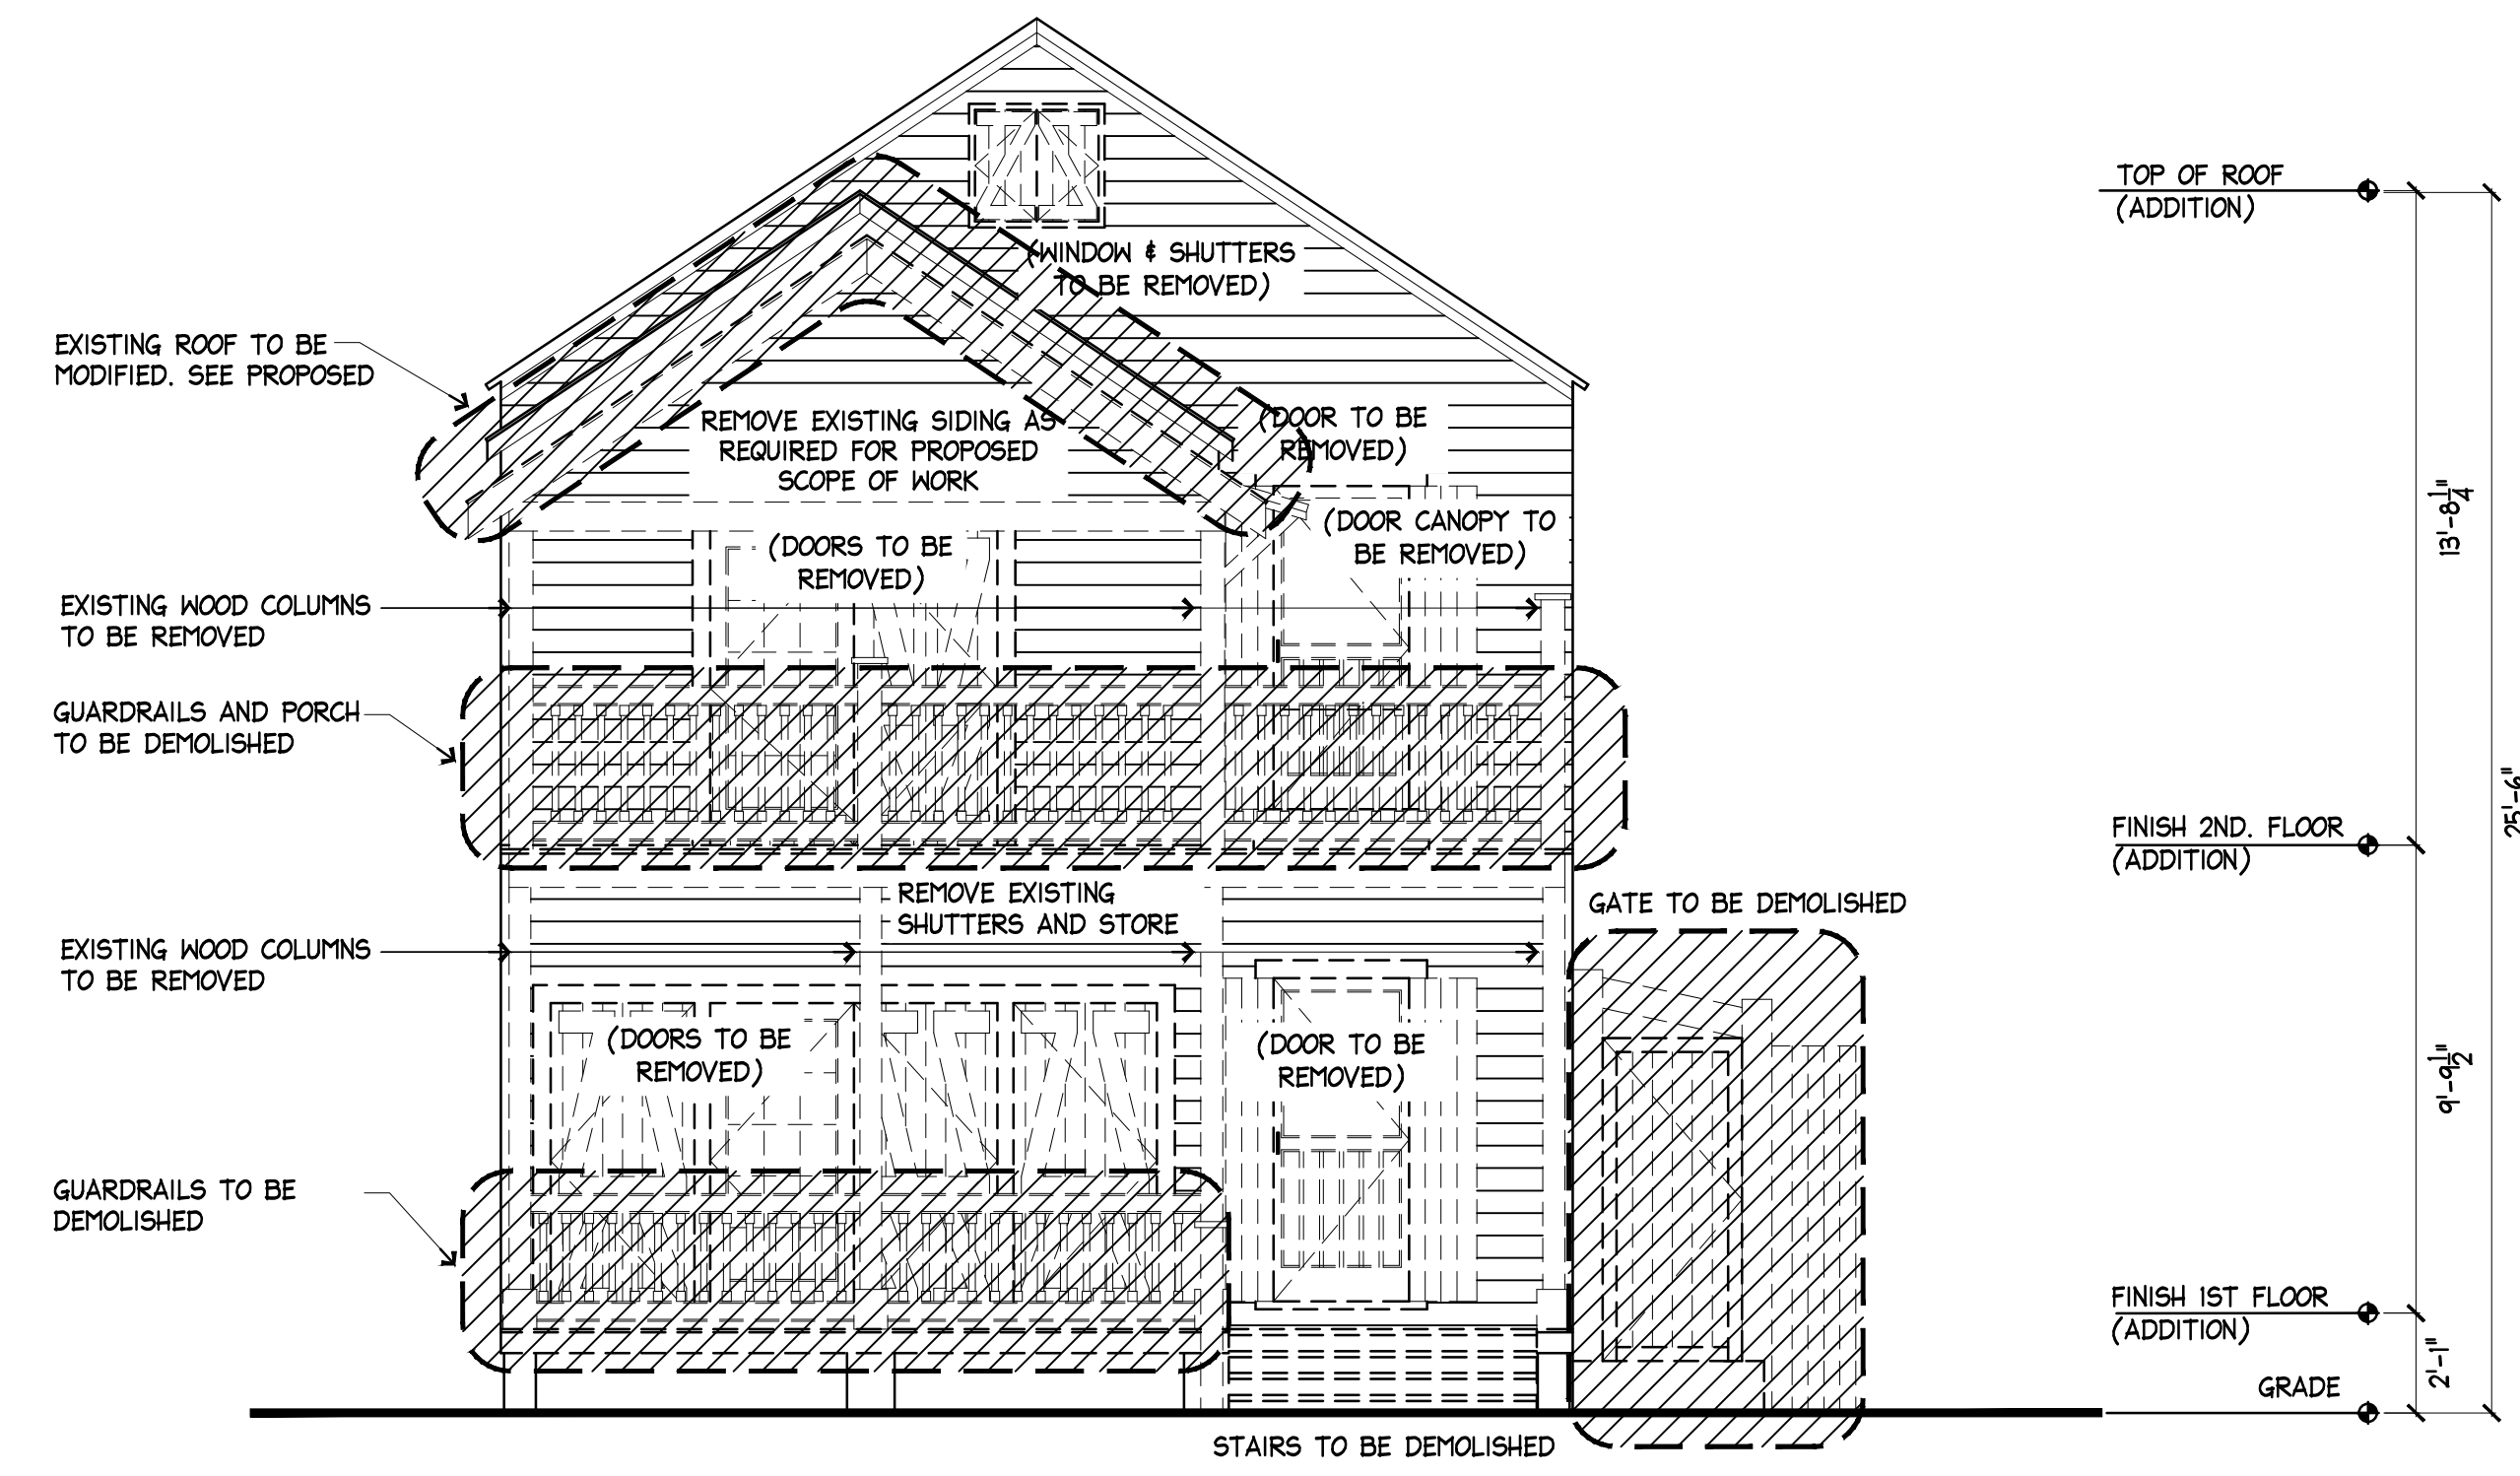 TOP OF ROOF
(ADDITION)
(WINDOW & SHUTTERS
TO BE REMOVED)
EXISTING ROOF TO BE
MODIFIED. SEE PROPOSED
REMOVE EXISTING SIDING AS
REQUIRED FOR PROPOSED
SCOPE OF WORK
(DOOR TO BE
REMOVED)
(DOOR CANOPY TO
BE REMOVED)
13'-8 1/4"
(DOORS TO BE
REMOVED)
EXISTING WOOD COLUMNS
TO BE REMOVED
GUARDRAILS AND PORCH
TO BE DEMOLISHED
25'-6"
FINISH 2ND. FLOOR
(ADDITION)
REMOVE EXISTING
SHUTTERS AND STORE
GATE TO BE DEMOLISHED
EXISTING WOOD COLUMNS
TO BE REMOVED
(DOORS TO BE
REMOVED)
(DOOR TO BE
REMOVED)
9'-9 1/2"
GUARDRAILS TO BE
DEMOLISHED
FINISH 1ST FLOOR
(ADDITION)
2'-1"
GRADE
STAIRS TO BE DEMOLISHED